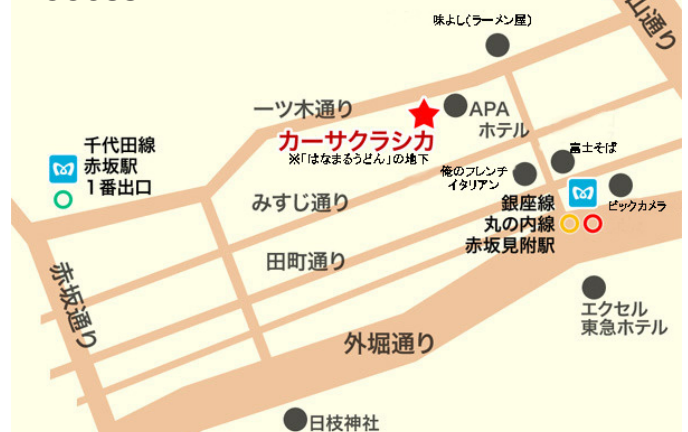 山通り
味よし(ラーメン屋)
一ツ木通り
APA
ホテル
カーサクラシカ
※「はなまるうどん」の地下
千代田線
赤坂駅
1番出口
富士そば
俺のフレンチ
イタリアン
みすじ通り
銀座線
丸の内線
赤坂見附駅
ビックカメラ
田町通り
赤坂通り
エクセル
東急ホテル
外堀通り
日枝神社